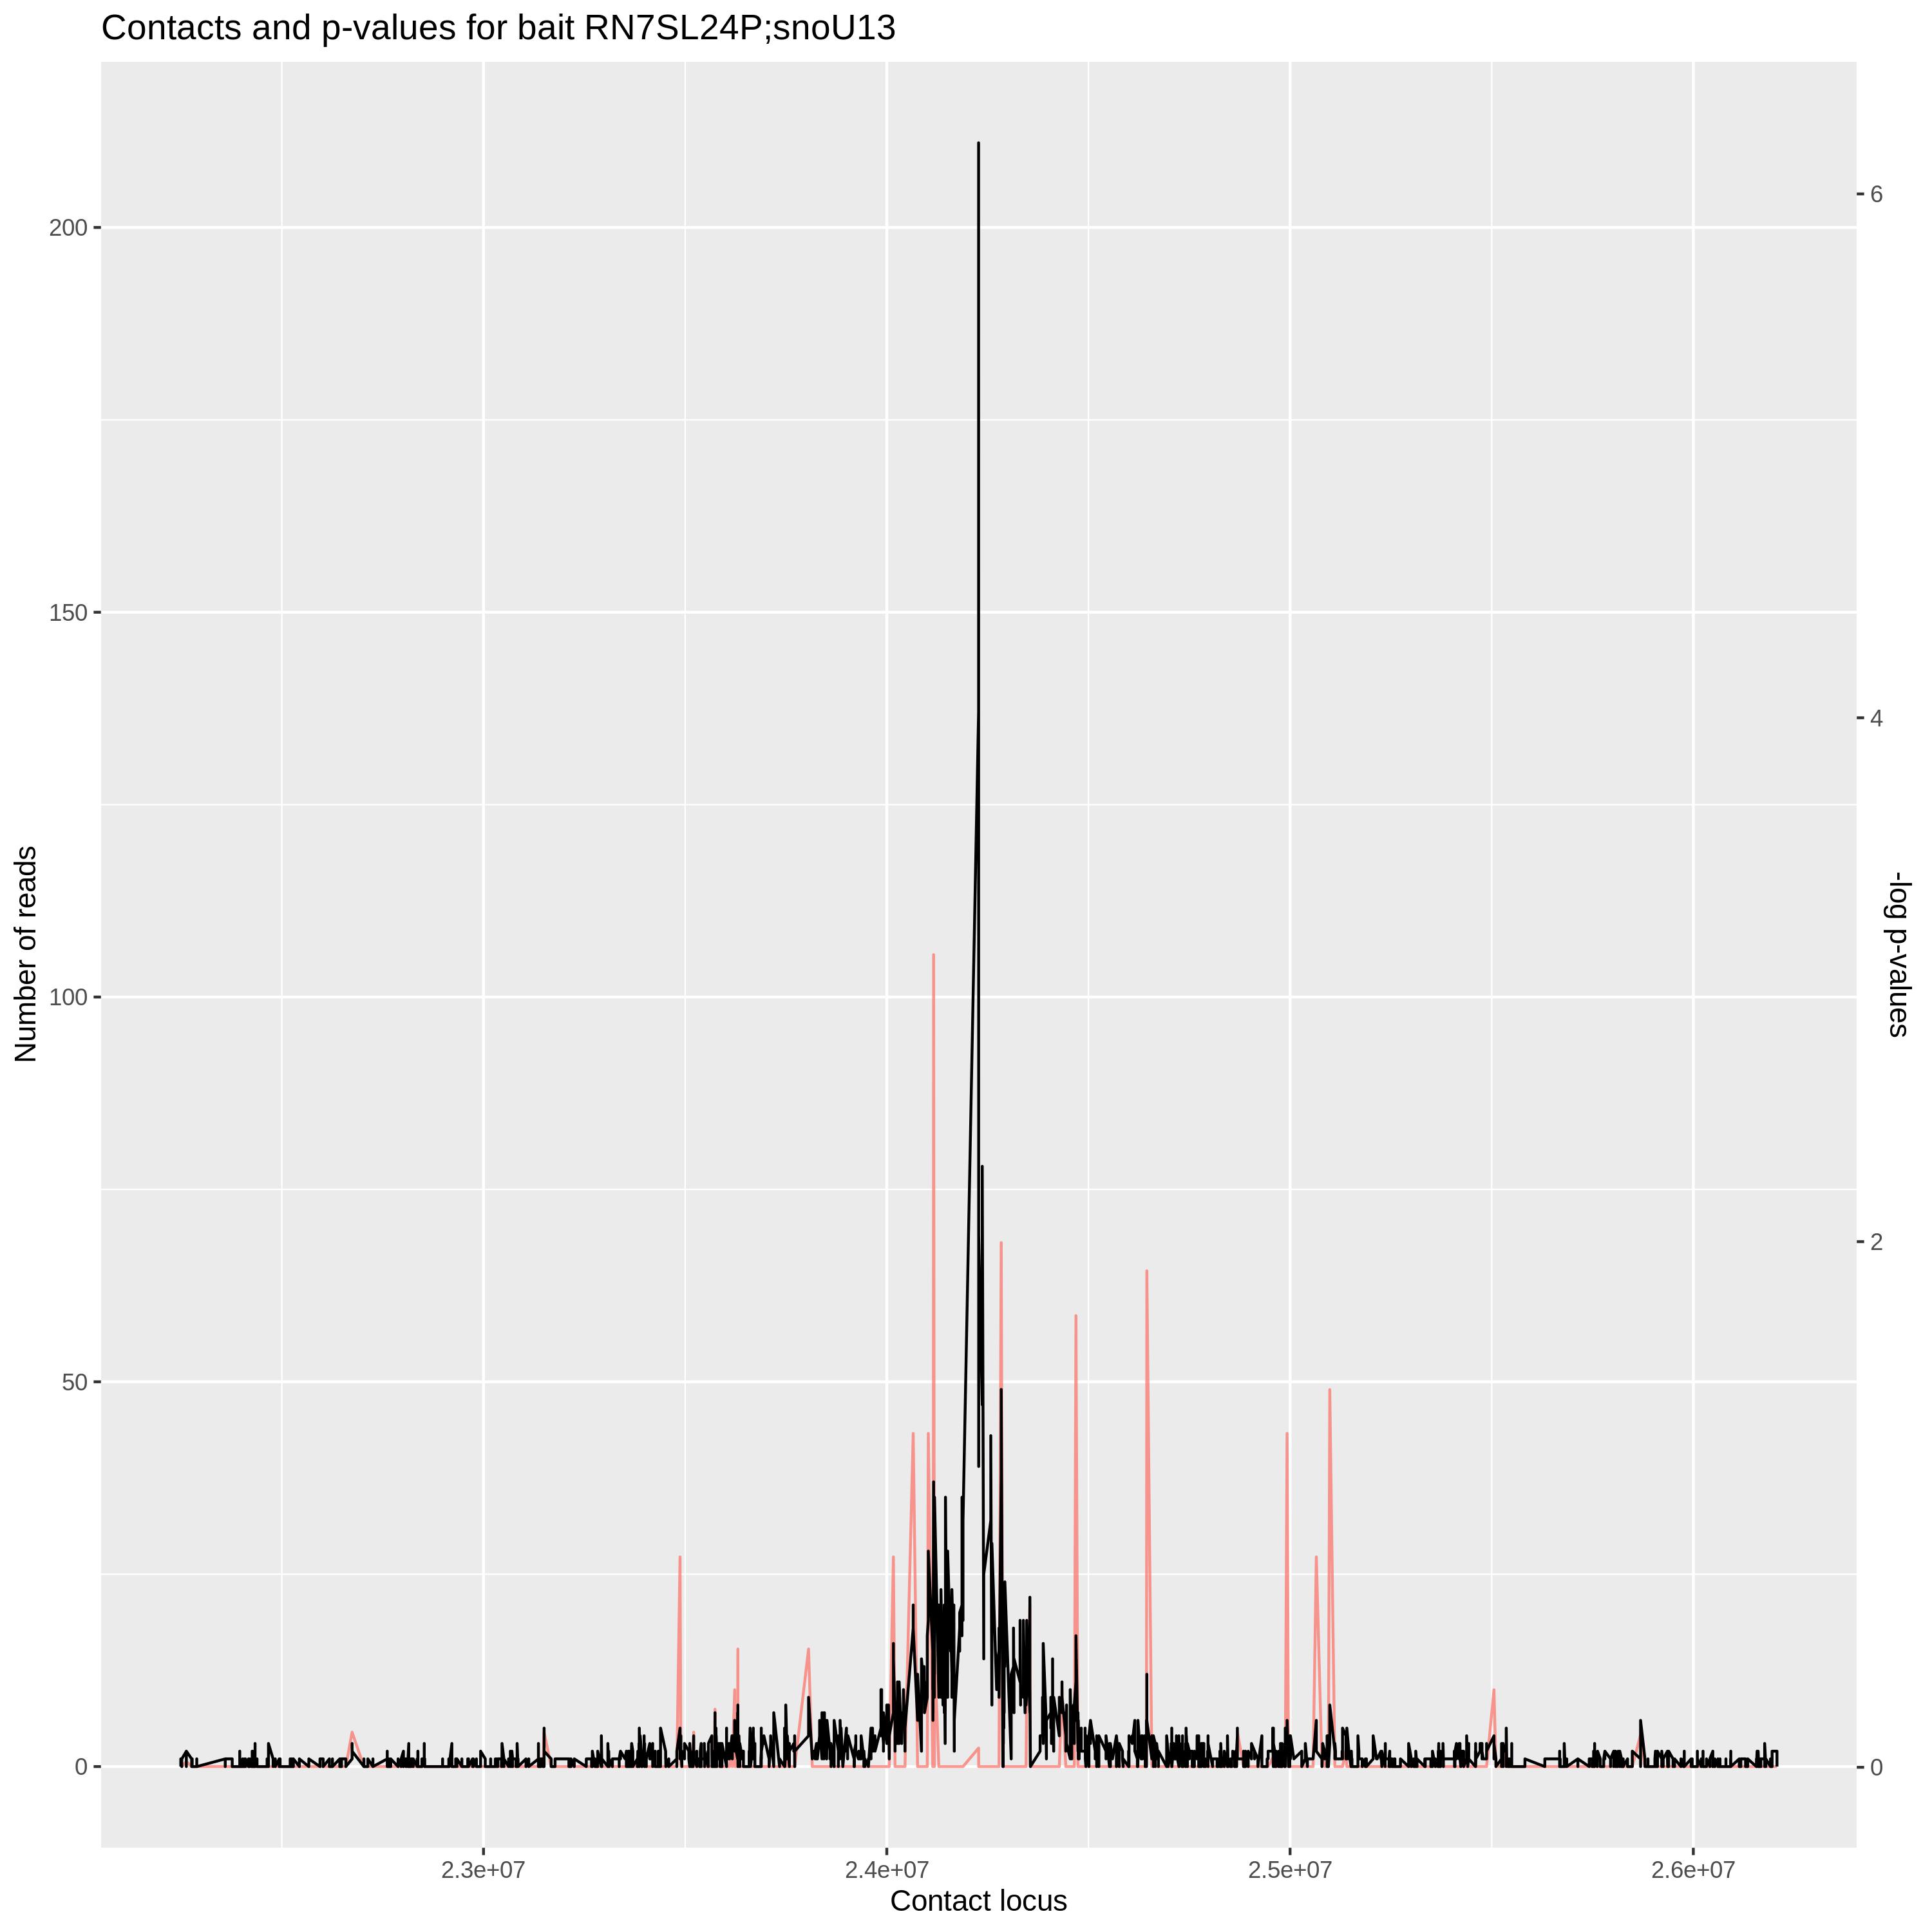 Contacts and p-values for bait RN7SL24P;snoU13
Number of reads
200
150
100
50
0
6
4
2
0
-log p-values
2.3e+07
2.4e+07
2.5e+07
2.6e+07
Contact locus